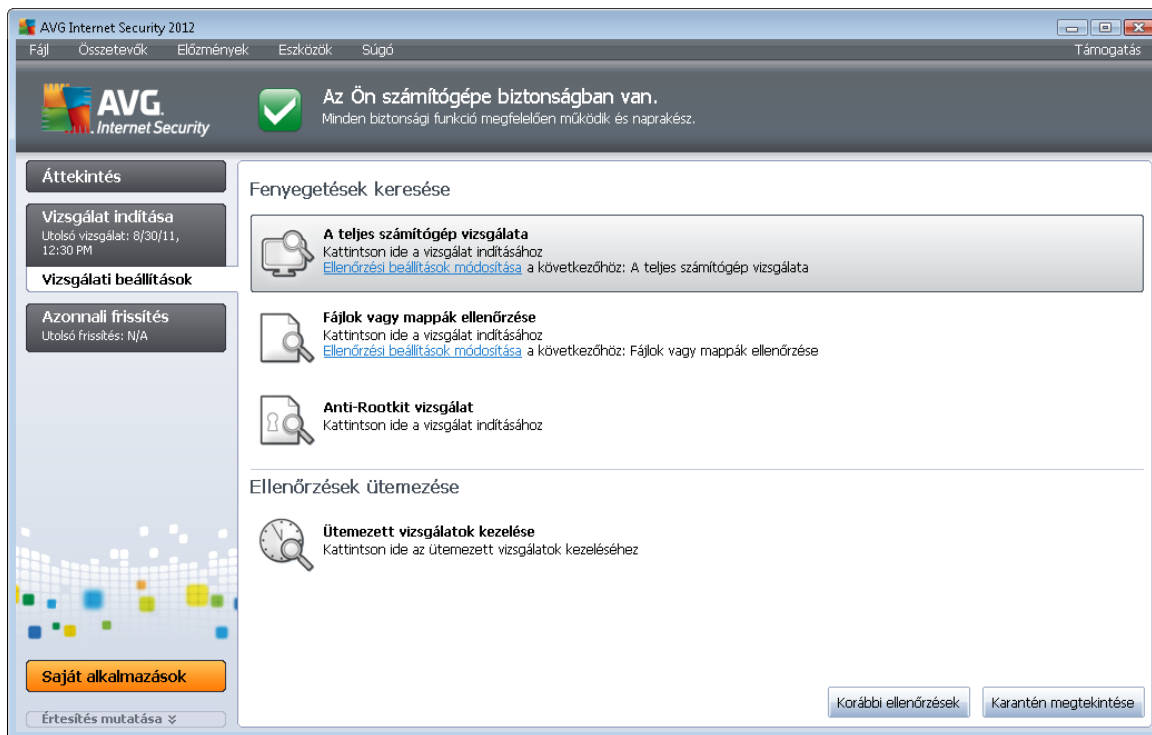 AVG Internet Security 2012
Fájl Összetevők Előzmények Eszközök Súgó Támogatás
AVG.
Internet Security
Az Ön számítógépe biztonságban van.
Minden biztonsági funkció megfelelően működik és naprakész.
Áttekintés
Vizsgálat indítása
Utolsó vizsgálat: 8/30/11,
12:30 PM
Vizsgálati beállítások
Azonnali frissítés
Utolsó frissítés: N/A
Saját alkalmazások
Értesítés mutatása
Fenyegetések keresése
A teljes számítógép vizsgálata
Kattintson ide a vizsgálat indításához
Ellenőrzési beállítások módosítása a következőhöz: A teljes számítógép vizsgálata
Fájlok vagy mappák ellenőrzése
Kattintson ide a vizsgálat indításához
Ellenőrzési beállítások módosítása a következőhöz: Fájlok vagy mappák ellenőrzése
Anti-Rootkit vizsgálat
Kattintson ide a vizsgálat indításához
Ellenőrzések ütemezése
Ütemezett vizsgálatok kezelése
Kattintson ide az ütemezett vizsgálatok kezeléséhez
Korábbi ellenőrzések
Karantén megtekintése